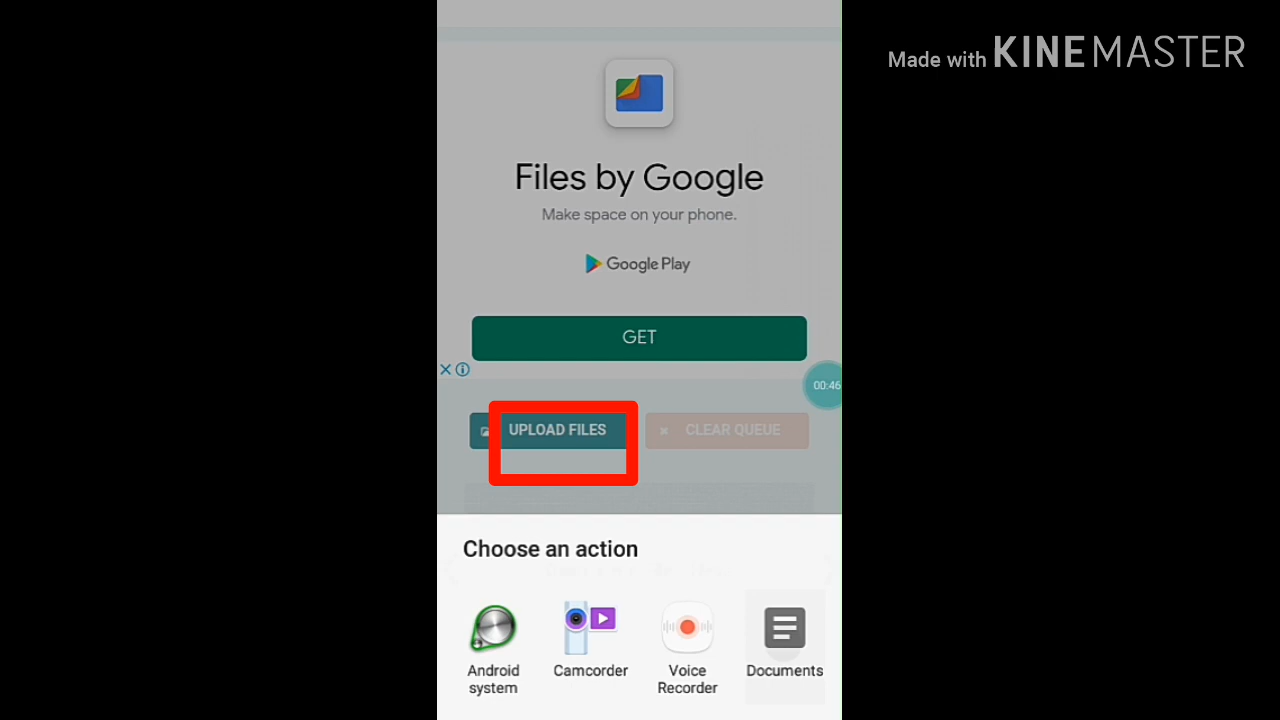 Made with KINEMASTER
Files by Google
Make space on your phone.
Google Play
GET
00:46
UPLOAD FILES
CLEAR QUEUE
Choose an action
Android system
Camcorder
Voice Recorder
Documents